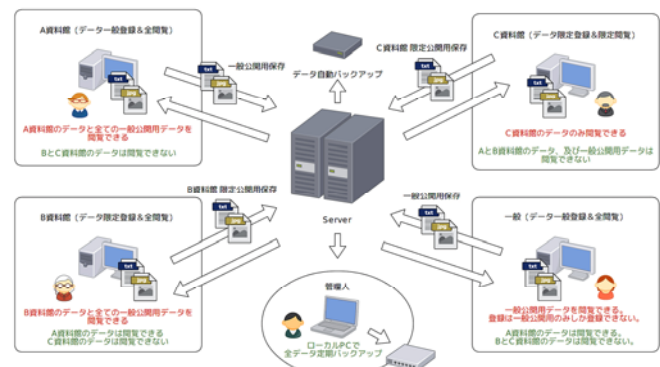 A資料館（データ一般登録＆全閲覧）
txt
jpg
A資料館のデータと全ての一般公開用データを
閲覧できる
BとC資料館のデータは閲覧できない
一般公開用保存
txt
jpg
データ自動バックアップ
C資料館 限定公開用保存
txt
jpg
C資料館（データ限定登録＆限定閲覧）
txt
jpg
C資料館のデータのみ閲覧できる
AとB資料館のデータ、及び一般公開用データは
閲覧できない
Server
B資料館（データ限定登録＆全閲覧）
txt
jpg
B資料館のデータと全ての一般公開用データを
閲覧できる
A資料館のデータは閲覧できる
C資料館のデータは閲覧できない
B資料館 限定公開用保存
txt
jpg
管理人
ローカルPCで
全データ定期バックアップ
一般公開用保存
txt
jpg
一般（データ一般登録＆全閲覧）
txt
jpg
一般公開用データを閲覧できる。
登録は一般公開用のみしか登録できない。
A資料館のデータは閲覧できる。
BとC資料館のデータは閲覧できない。